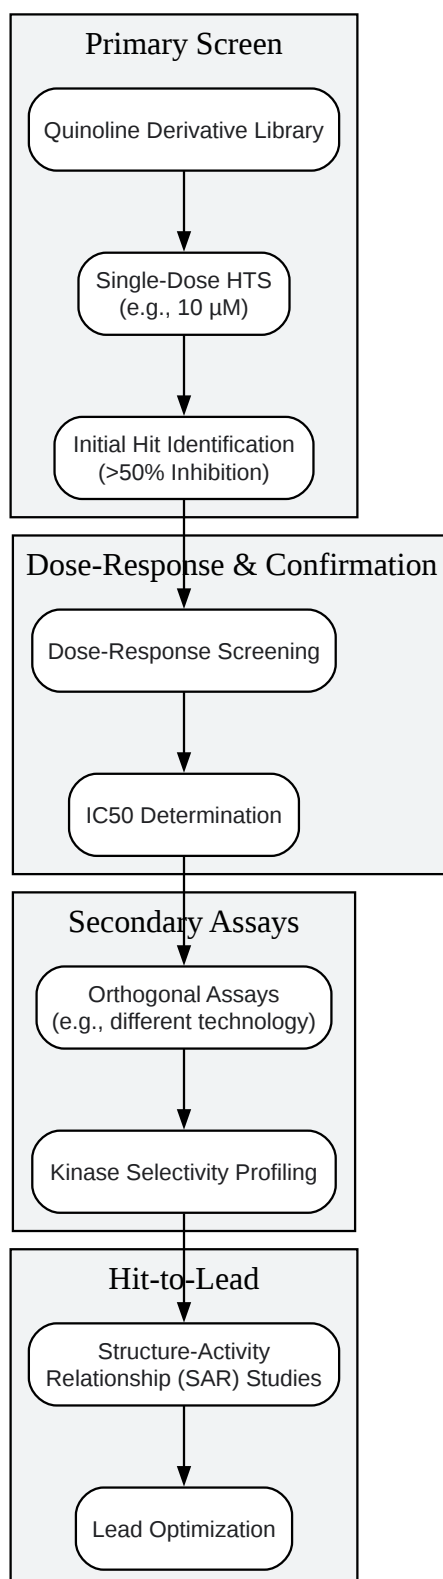 Primary Screen
Quinoline Derivative Library
Single-Dose HTS
(e.g., 10 µM)
Initial Hit Identification
(>50% Inhibition)
Dose-Response & Confirmation
Dose-Response Screening
IC50 Determination
Secondary Assays
Orthogonal Assays
(e.g., different technology)
Kinase Selectivity Profiling
Hit-to-Lead
Structure-Activity
Relationship (SAR) Studies
Lead Optimization